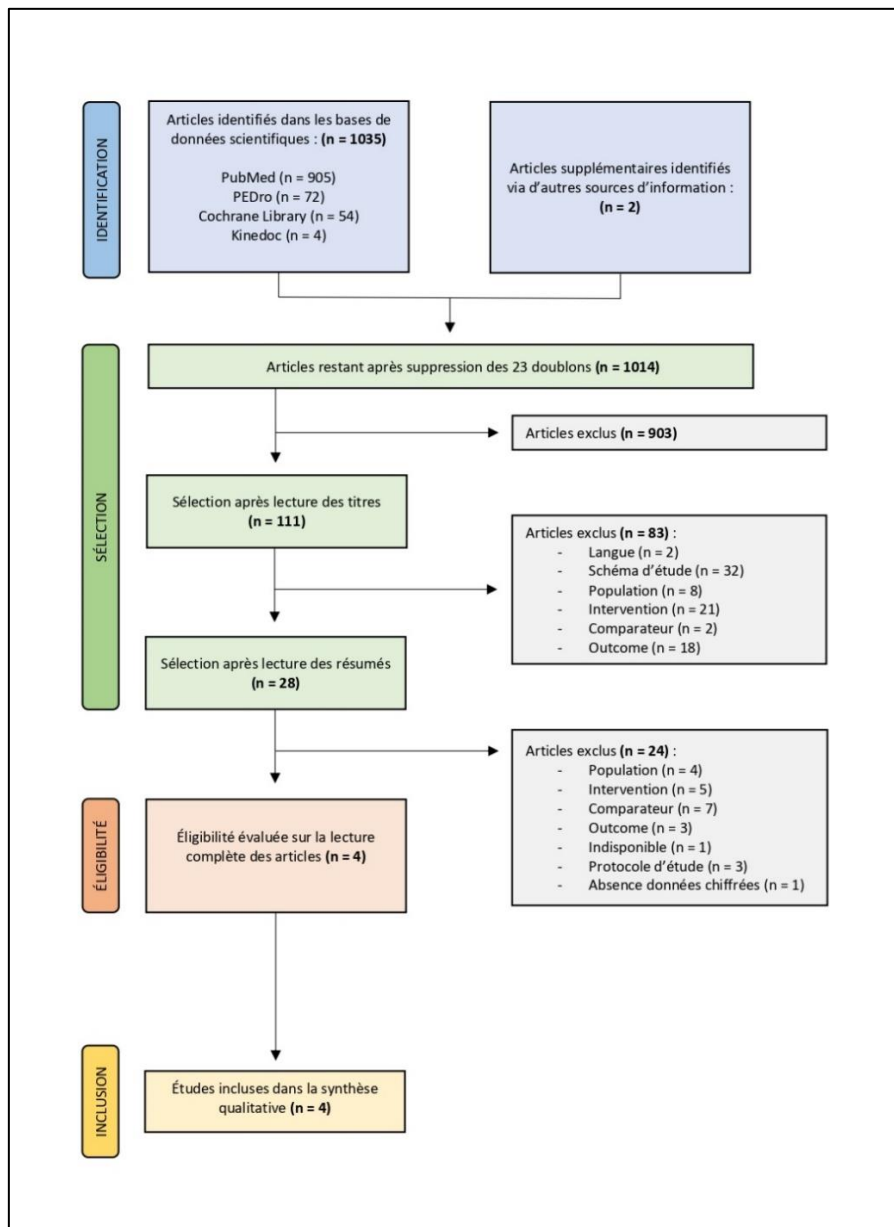 IDENTIFICATION
Articles identifiés dans les bases de
données scientifiques : (n = 1035)
PubMed (n = 905)
PEDro (n = 72)
Cochrane Library (n = 54)
Kinedoc (n = 4)
Articles supplémentaires identifiés
via d'autres sources d'information :
(n = 2)
SÉLECTION
Articles restant après suppression des 23 doublons (n = 1014)
Articles exclus (n = 903)
Sélection après lecture des titres
(n = 111)
Articles exclus (n = 83) :
- Langue (n = 2)
- Schéma d'étude (n = 32)
- Population (n = 8)
- Intervention (n = 21)
- Comparateur (n = 2)
- Outcome (n = 18)
Sélection après lecture des résumés
(n = 28)
Articles exclus (n = 24) :
- Population (n = 4)
- Intervention (n = 5)
- Comparateur (n = 7)
- Outcome (n = 3)
- Indisponible (n = 1)
- Protocole d'étude (n = 3)
- Absence données chiffrées (n = 1)
ÉLIGIBILITÉ
Éligibilité évaluée sur la lecture
complète des articles (n = 4)
INCLUSION
Études incluses dans la synthèse
qualitative (n = 4)